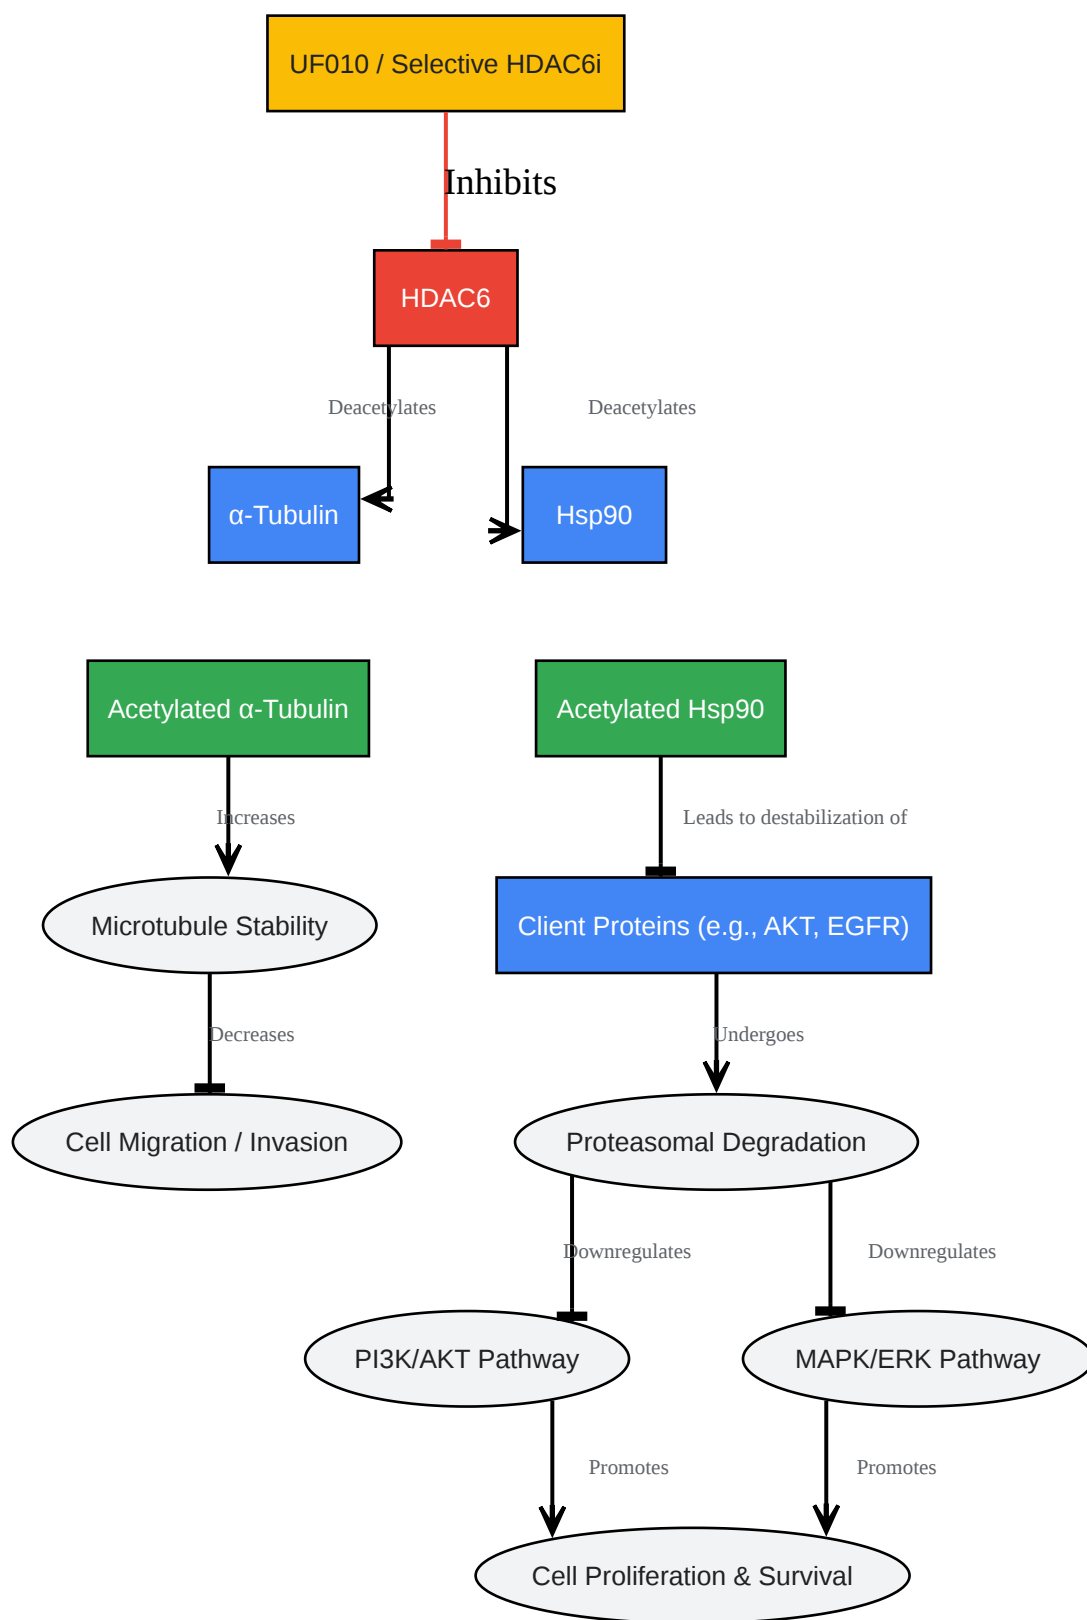 UF010 / Selective HDAC6i
Inhibits
HDAC6
Deacetylates
Deacetylates
α-Tubulin
Hsp90
Acetylated α-Tubulin
Acetylated Hsp90
Increases
Leads to destabilization of
Microtubule Stability
Client Proteins (e.g., AKT, EGFR)
Decreases
Undergoes
Cell Migration / Invasion
Proteasomal Degradation
Downregulates
Downregulates
PI3K/AKT Pathway
MAPK/ERK Pathway
Promotes
Promotes
Cell Proliferation & Survival